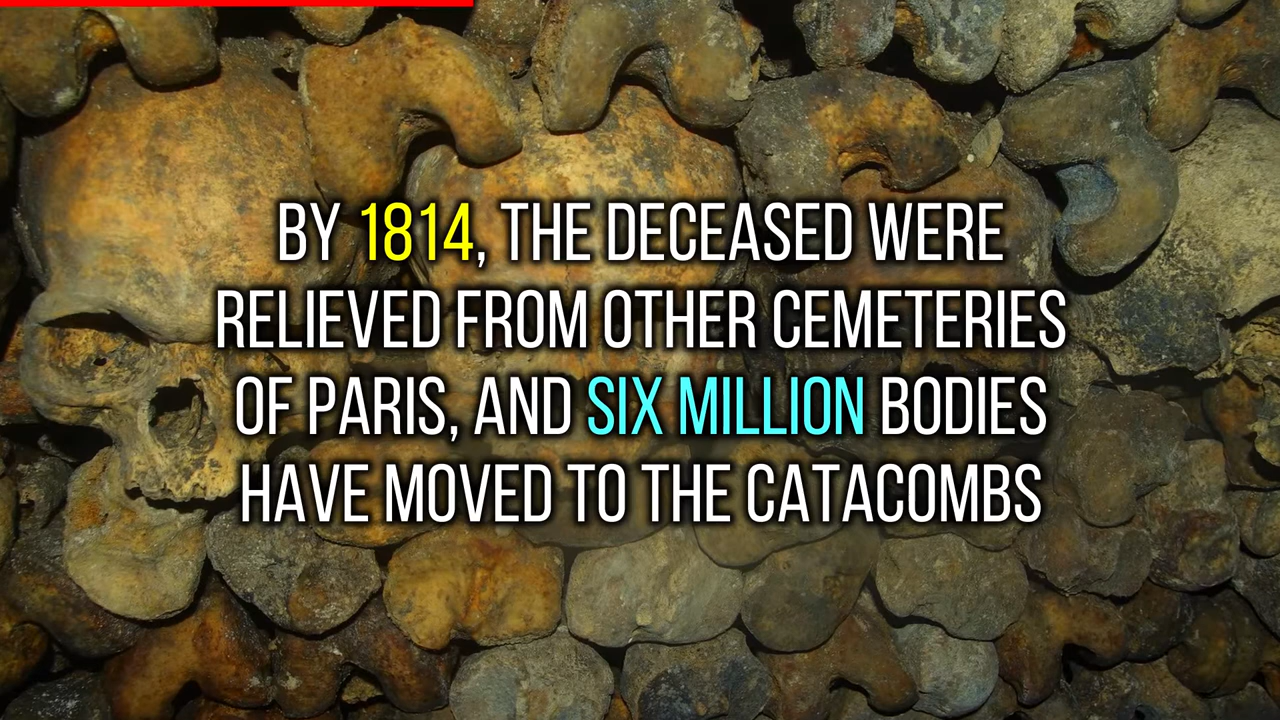 BY 1814, THE DECEASED WERE
RELIEVED FROM OTHER CEMETERIES
OF PARIS, AND SIX MILLION BODIES
HAVE MOVED TO THE CATACOMBS